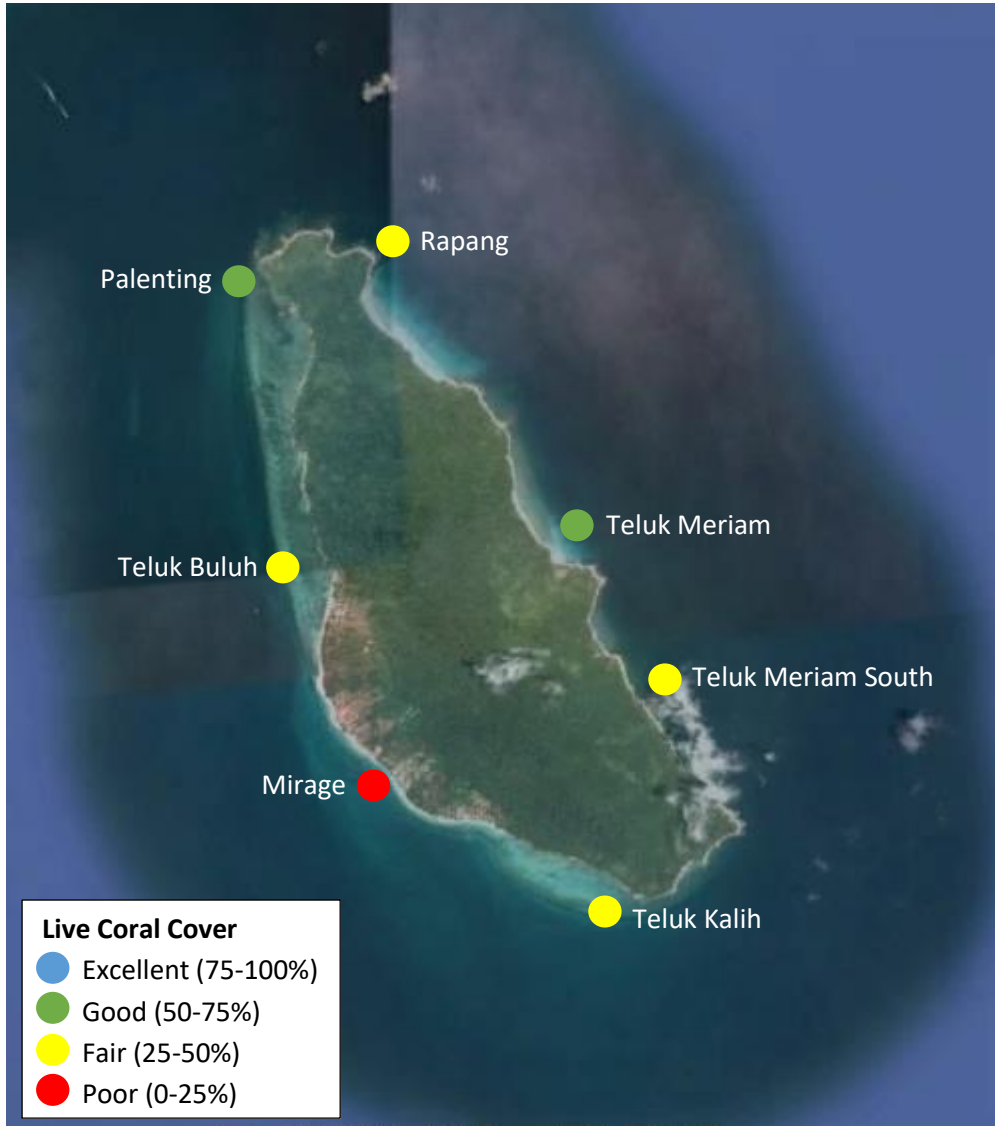 Rapang
Palenting
Teluk Meriam
Teluk Buluh
Teluk Meriam South
Mirage
Teluk Kalih
Live Coral Cover
Excellent (75-100%)
Good (50-75%)
Fair (25-50%)
Poor (0-25%)